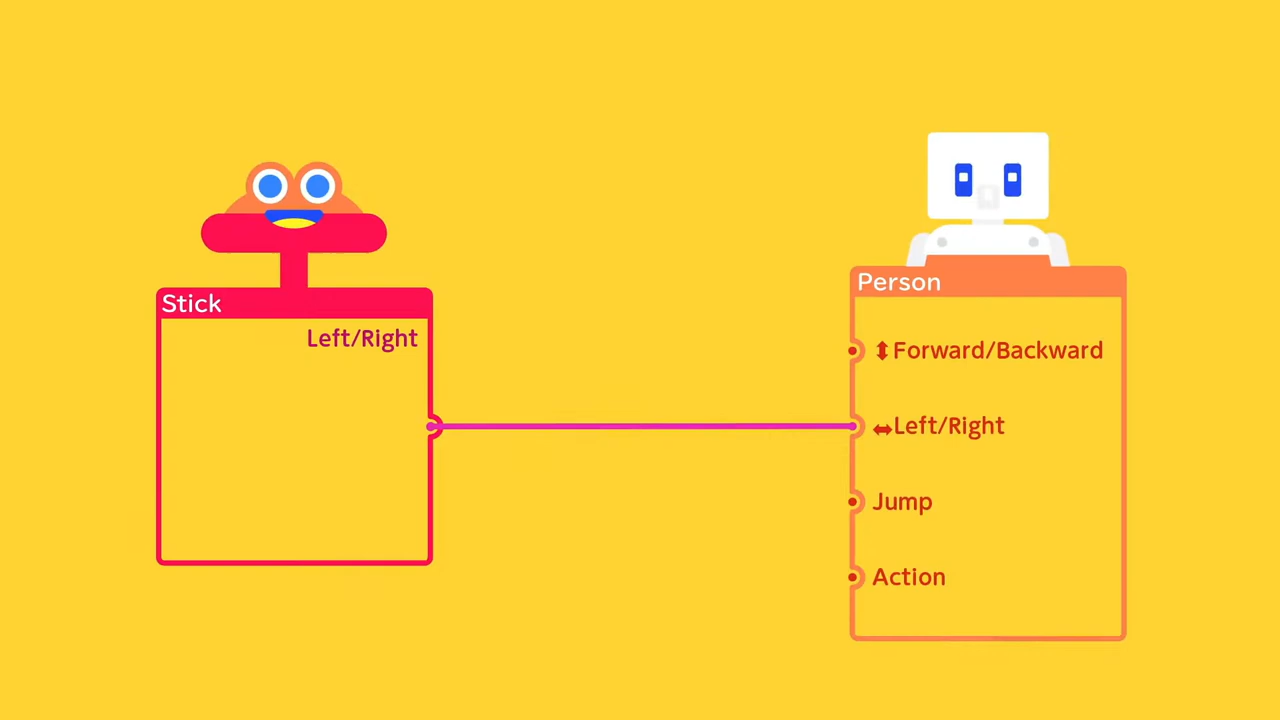 Stick
Left/Right
Person
Forward/Backward
Left/Right
Jump
Action